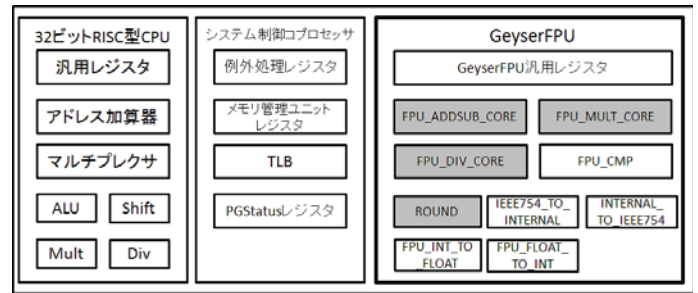 32ビットRISC型CPU
汎用レジスタ
アドレス加算器
マルチプレクサ
ALU
Shift
Mult
Div
システム制御コプロセッサ
例外処理レジスタ
メモリ管理ユニット
レジスタ
TLB
PGStatusレジスタ
GeyserFPU
GeyserFPU汎用レジスタ
FPU_ADDSUB_CORE
FPU_MULT_CORE
FPU_DIV_CORE
FPU_CMP
ROUND
IEEE754_TO_
INTERNAL
INTERNAL_
TO_IEEE754
FPU_INT_TO
_FLOAT
FPU_FLOAT_
TO_INT